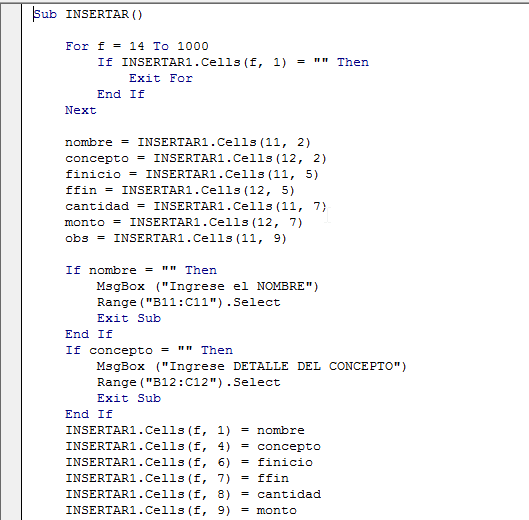 Sub INSERTAR()
For f = 14 To 1000
If INSERTAR1.Cells(f, 1) = "" Then
Exit For
End If
Next
nombre = INSERTAR1.Cells(11, 2)
concepto = INSERTAR1.Cells(12, 2)
finicio = INSERTAR1.Cells(11, 5)
ffin = INSERTAR1.Cells(12, 5)
cantidad = INSERTAR1.Cells(11, 7)
monto = INSERTAR1.Cells(12, 7)
obs = INSERTAR1.Cells(11, 9)
If nombre = "" Then
MsgBox ("Ingrese el NOMBRE")
Range("B11:C11").Select
Exit Sub
End If
If concepto = "" Then
MsgBox ("Ingrese DETALLE DEL CONCEPTO")
Range("B12:C12").Select
Exit Sub
End If
INSERTAR1.Cells(f, 1) = nombre
INSERTAR1.Cells(f, 4) = concepto
INSERTAR1.Cells(f, 6) = finicio
INSERTAR1.Cells(f, 7) = ffin
INSERTAR1.Cells(f, 8) = cantidad
INSERTAR1.Cells(f, 9) = monto